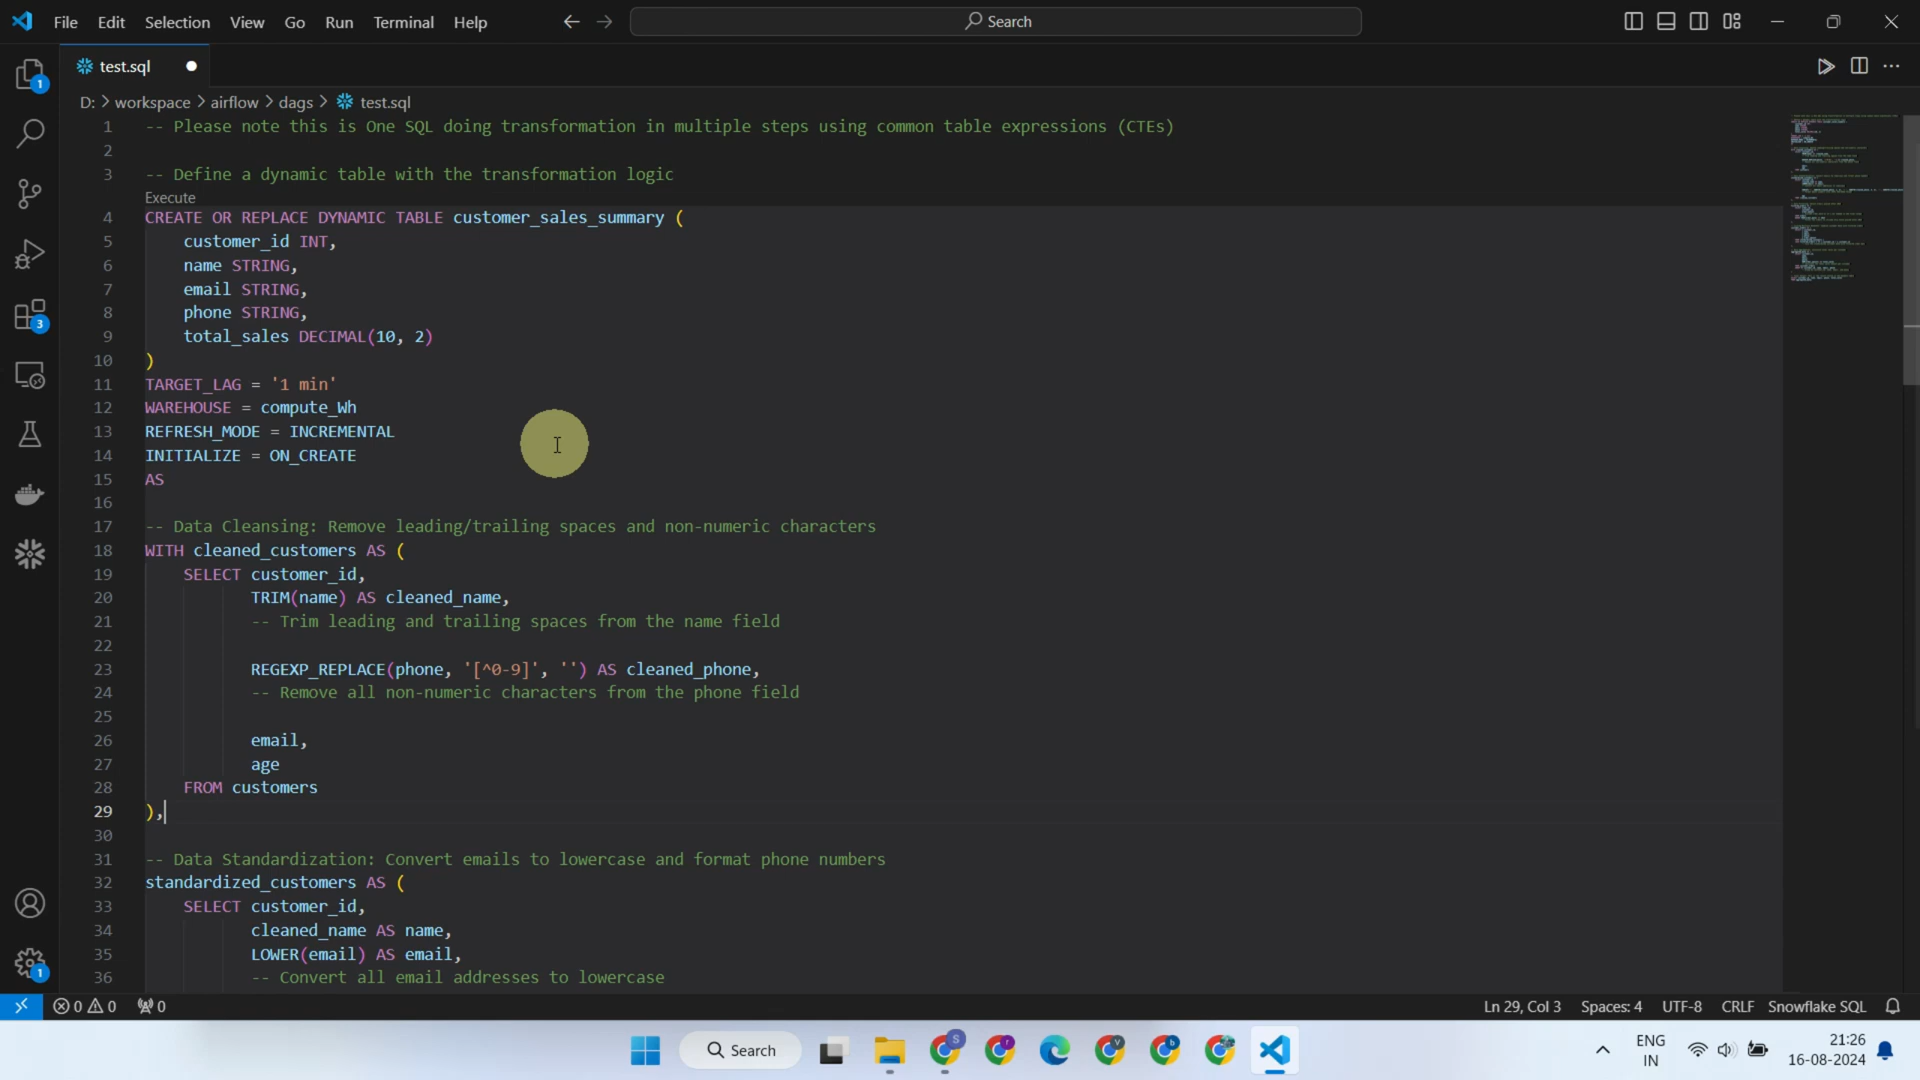 File Edit Selection View Go Run Terminal Help
Search
test.sql
D: > workspace > airflow > dags > test.sql
1 -- Please note this is One SQL doing transformation in multiple steps using common table expressions (CTEs)
2
3 -- Define a dynamic table with the transformation logic
Execute
4 CREATE OR REPLACE DYNAMIC TABLE customer_sales_summary (
5 customer_id INT,
6 name STRING,
7 email STRING,
8 phone STRING,
9 total_sales DECIMAL(10, 2)
10 )
11 TARGET_LAG = '1 min'
12 WAREHOUSE = compute_Wh
13 REFRESH_MODE = INCREMENTAL
14 INITIALIZE = ON_CREATE
15 AS
16
17 -- Data Cleansing: Remove leading/trailing spaces and non-numeric characters
18 WITH cleaned_customers AS (
19 SELECT customer_id,
20 TRIM(name) AS cleaned_name,
21 -- Trim leading and trailing spaces from the name field
22
23 REGEXP_REPLACE(phone, '[^0-9]', '') AS cleaned_phone,
24 -- Remove all non-numeric characters from the phone field
25
26 email,
27 age
28 FROM customers
29 ),
30
31 -- Data Standardization: Convert emails to lowercase and format phone numbers
32 standardized_customers AS (
33 SELECT customer_id,
34 cleaned_name AS name,
35 LOWER(email) AS email,
36 -- Convert all email addresses to lowercase
1
3
1
0 0 0
Ln 29, Col 3 Spaces: 4 UTF-8 CRLF Snowflake SQL
Search
S
r
V
b
ENG
IN
21:26
16-08-2024